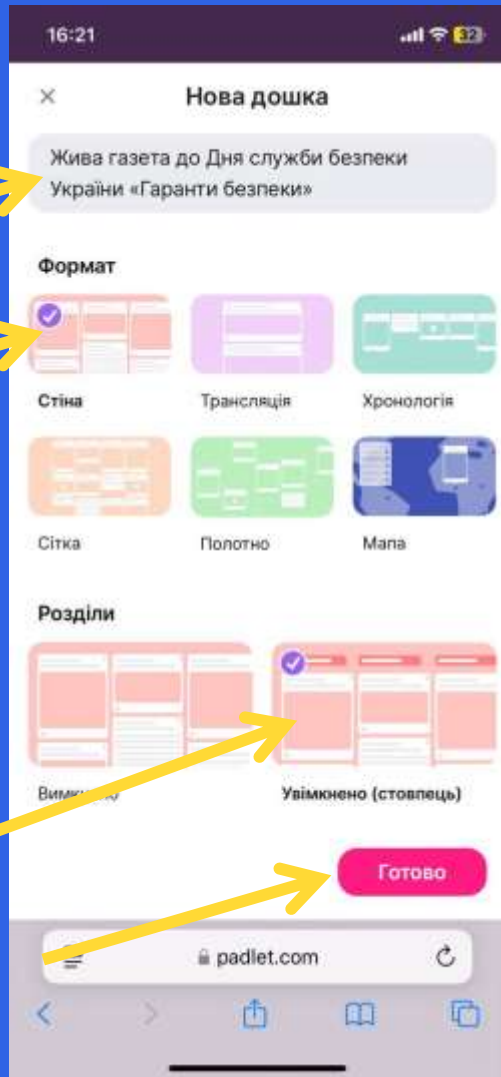 16:21
32
Нова дошка
Жива газета до Дня служби безпеки
України «Гаранти безпеки»
Формат
Стіна
Трансляція
Хронологія
Сітка
Полотно
Мапа
Розділи
Вимкнено
Увімкнено (стовпець)
Готово
padlet.com